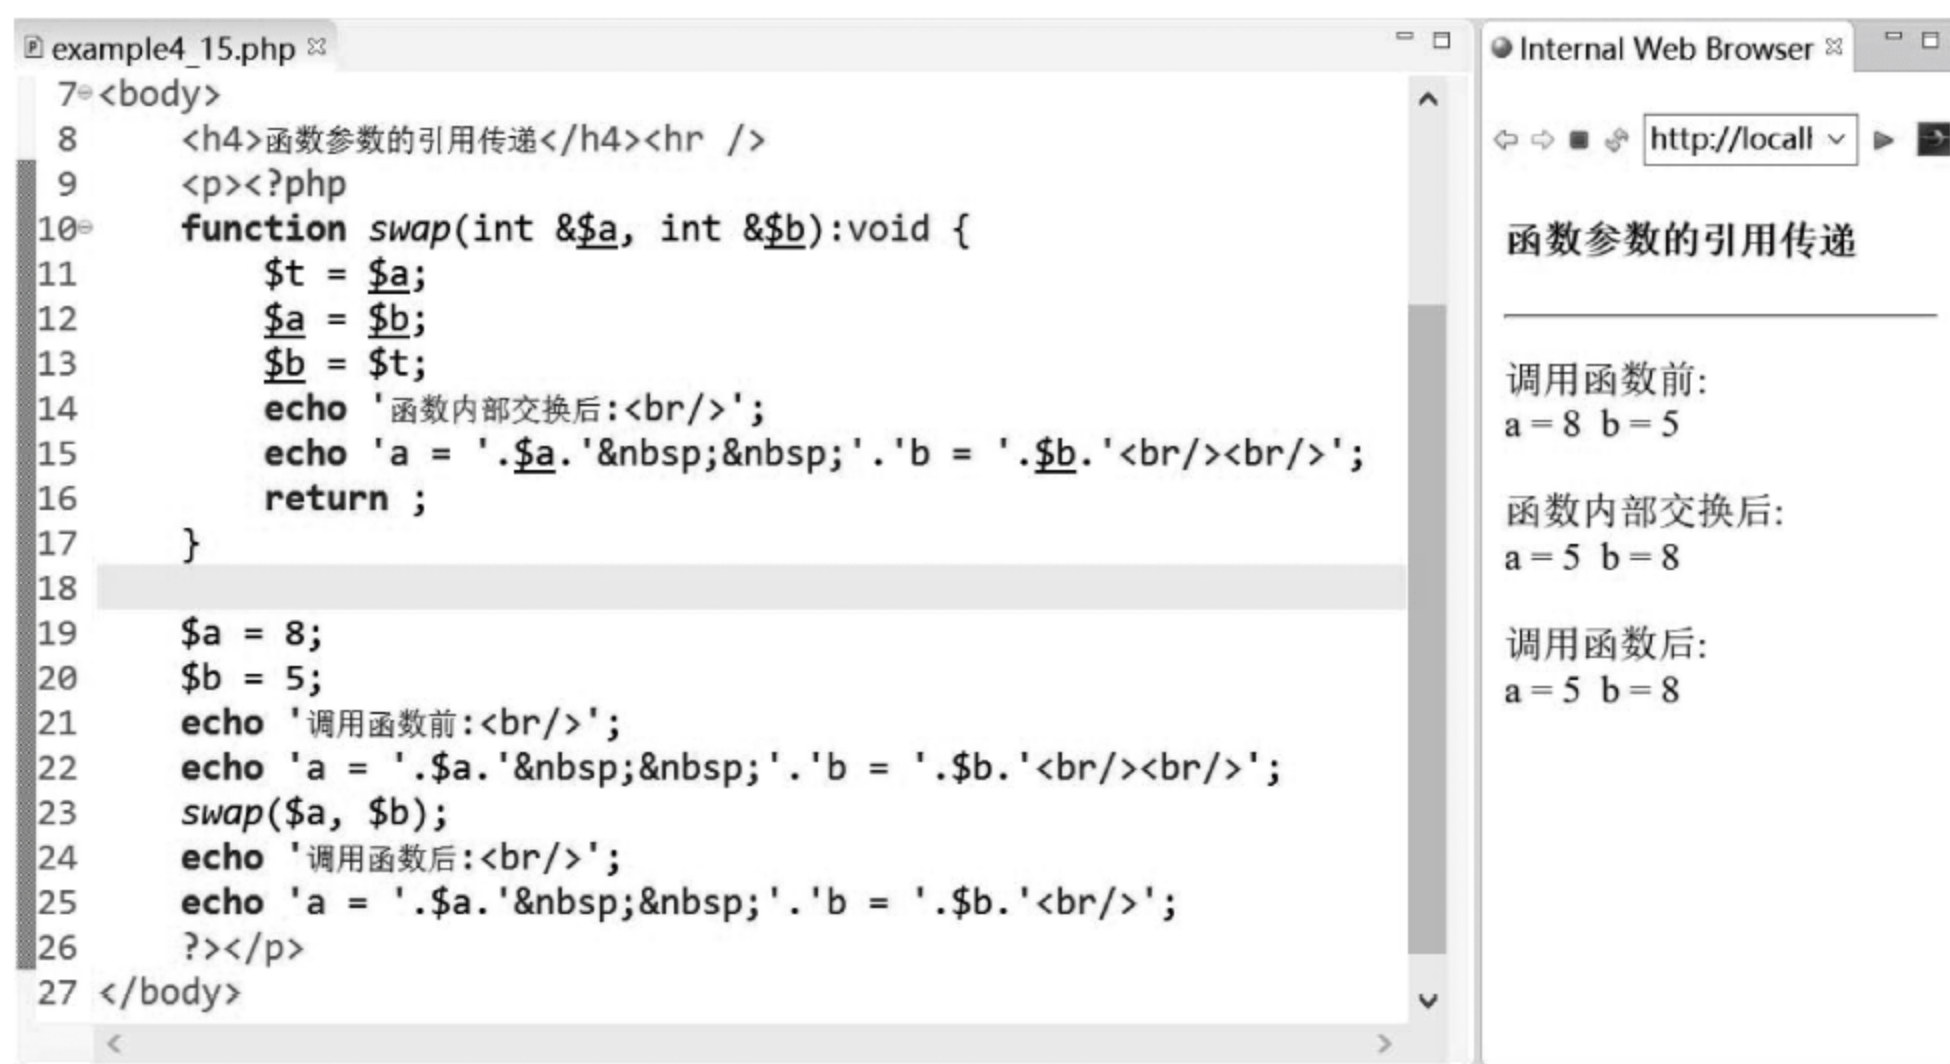 example4_15.php
7 <body>
8 <h4>函数参数的引用传递</h4><hr />
9 <p><?php
10 function swap(int &$a, int &$b):void {
11 $t = $a;
12 $a = $b;
13 $b = $t;
14 echo '函数内部交换后:<br/>';
15 echo 'a = '.$a.'&nbsp;&nbsp;'.'b = '.$b.'<br/><br/>';
16 return ;
17 }
18
19 $a = 8;
20 $b = 5;
21 echo '调用函数前:<br/>';
22 echo 'a = '.$a.'&nbsp;&nbsp;'.'b = '.$b.'<br/><br/>';
23 swap($a, $b);
24 echo '调用函数后:<br/>';
25 echo 'a = '.$a.'&nbsp;&nbsp;'.'b = '.$b.'<br/>';
26 ?></p>
27 </body>
Internal Web Browser
http://locall
函数参数的引用传递
调用函数前:
a = 8 b = 5
函数内部交换后:
a = 5 b = 8
调用函数后:
a = 5 b = 8